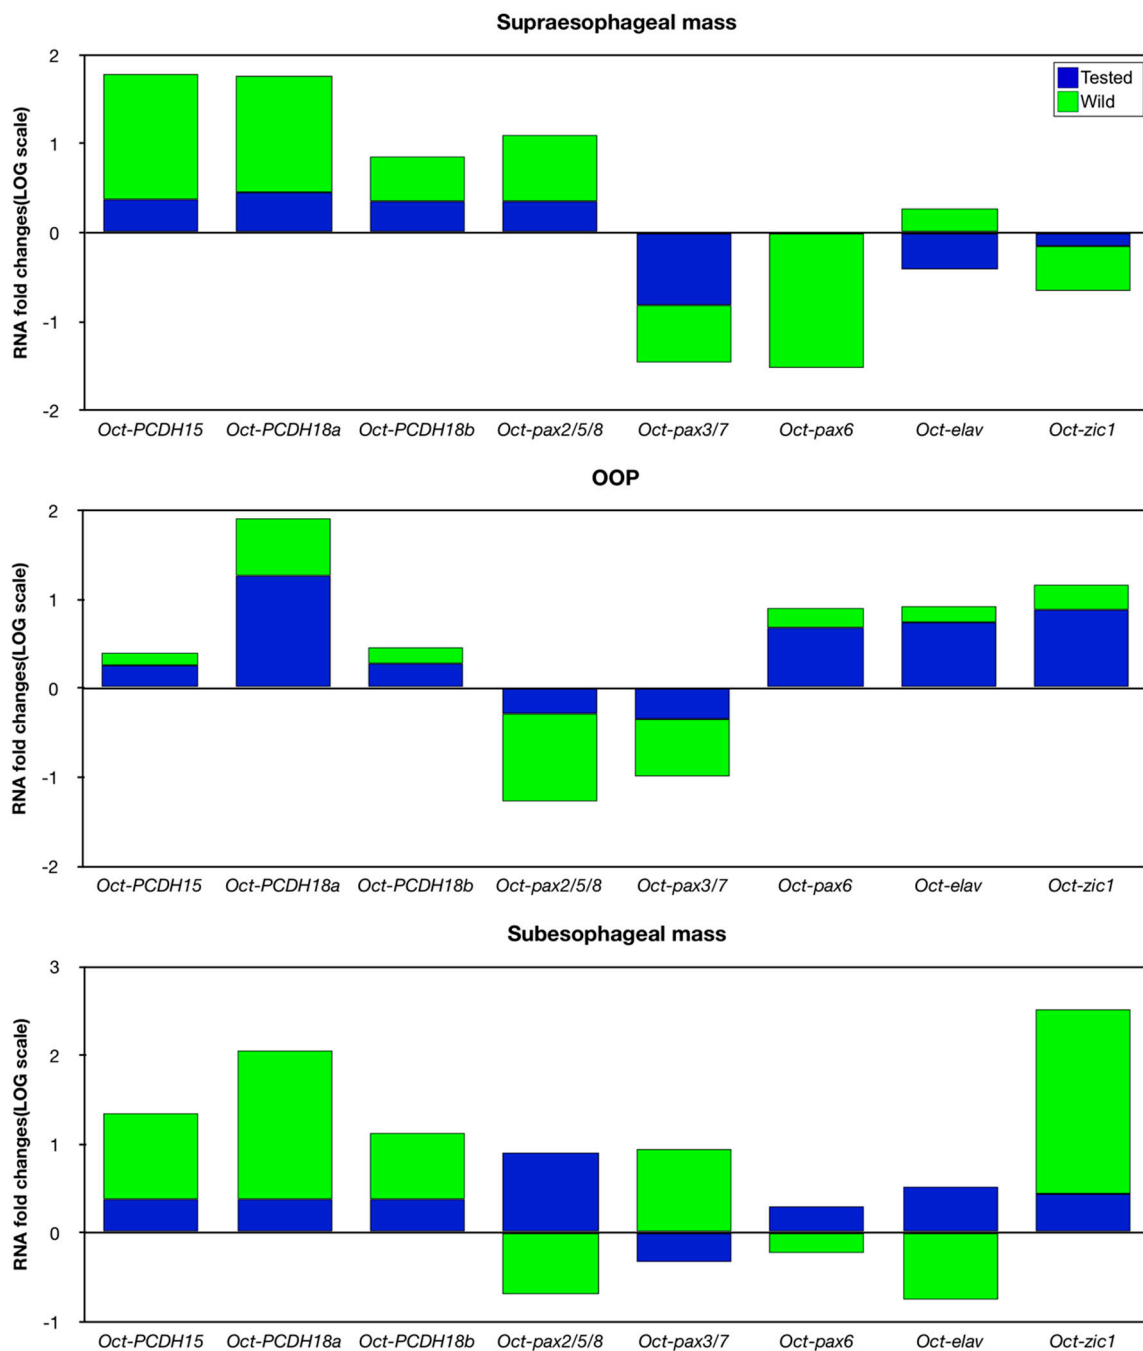 Supraesophageal mass
RNA fold changes(LOG scale)
2
1
0
-1
-2
Tested
Wild
Oct-PCDH15 Oct-PCDH18a Oct-PCDH18b Oct-pax2/5/8 Oct-pax3/7 Oct-pax6 Oct-elav Oct-zic1
OOP
RNA fold changes(LOG scale)
2
1
0
-1
-2
Oct-PCDH15 Oct-PCDH18a Oct-PCDH18b Oct-pax2/5/8 Oct-pax3/7 Oct-pax6 Oct-elav Oct-zic1
Subesophageal mass
RNA fold changes(LOG scale)
3
2
1
0
-1
Oct-PCDH15 Oct-PCDH18a Oct-PCDH18b Oct-pax2/5/8 Oct-pax3/7 Oct-pax6 Oct-elav Oct-zic1